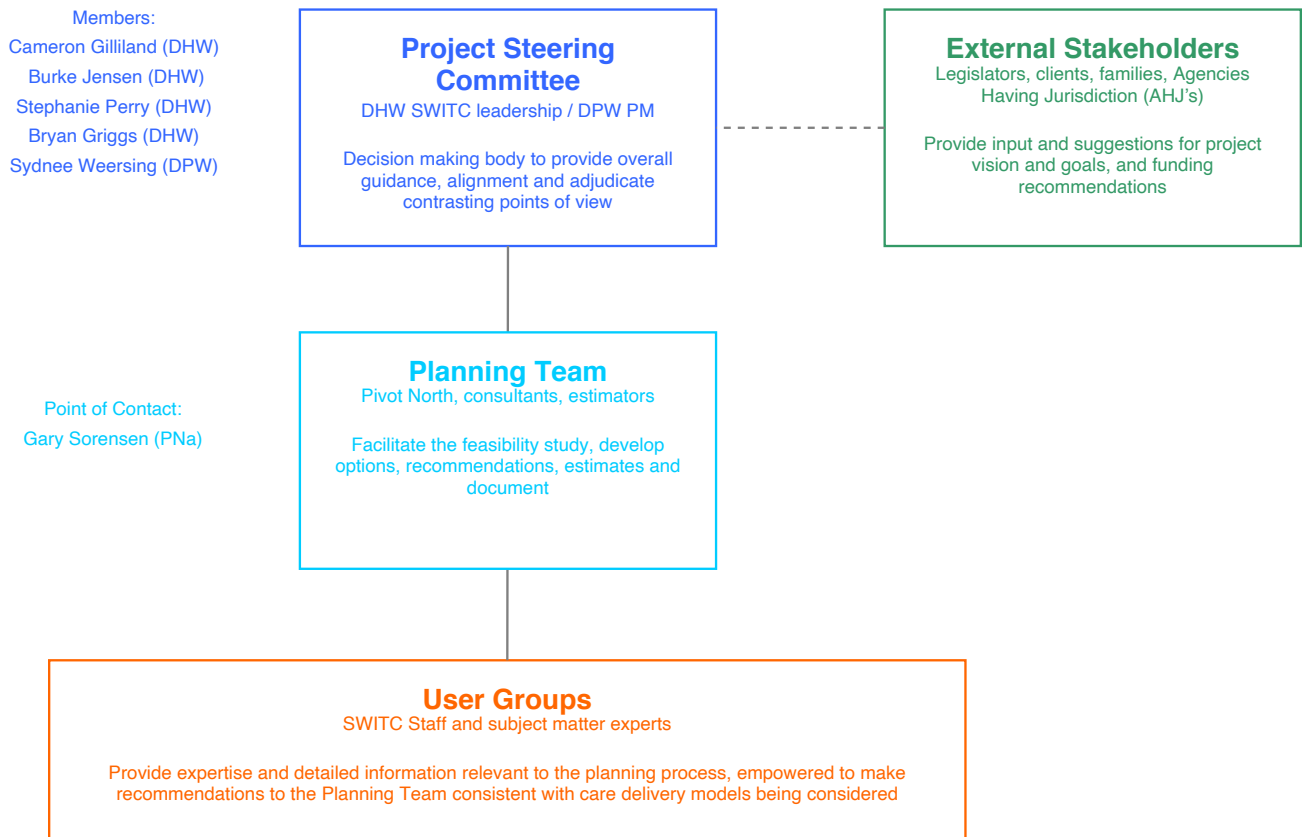 Members:
Cameron Gilliland (DHW)
Burke Jensen (DHW)
Stephanie Perry (DHW)
Bryan Griggs (DHW)
Sydnee Weersing (DPW)
Project Steering
Committee
DHW SWITC leadership / DPW PM
Decision making body to provide overall
guidance, alignment and adjudicate
contrasting points of view
External Stakeholders
Legislators, clients, families, Agencies
Having Jurisdiction (AHJ's)
Provide input and suggestions for project
vision and goals, and funding
recommendations
Point of Contact:
Gary Sorensen (PNa)
Planning Team
Pivot North, consultants, estimators
Facilitate the feasibility study, develop
options, recommendations, estimates and
document
User Groups
SWITC Staff and subject matter experts
Provide expertise and detailed information relevant to the planning process, empowered to make
recommendations to the Planning Team consistent with care delivery models being considered